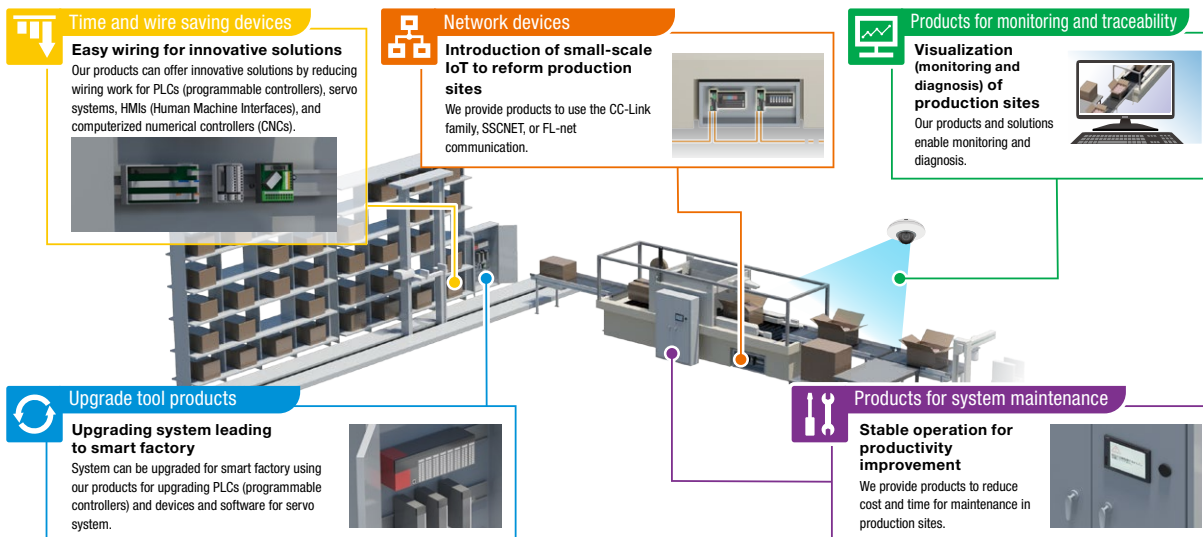 Time and wire saving devices
Easy wiring for innovative solutions
Our products can offer innovative solutions by reducing
wiring work for PLCs (programmable controllers), servo
systems, HMIs (Human Machine Interfaces), and
computerized numerical controllers (CNCs).
Network devices
Introduction of small-scale
IoT to reform production
sites
We provide products to use the CC-Link
family, SSCNET, or FL-net
communication.
Products for monitoring and traceability
Visualization
(monitoring and
diagnosis) of
production sites
Our products and solutions
enable monitoring and
diagnosis.
Upgrade tool products
Upgrading system leading
to smart factory
System can be upgraded for smart factory using
our products for upgrading PLCs (programmable
controllers) and devices and software for servo
system.
Products for system maintenance
Stable operation for
productivity
improvement
We provide products to reduce
cost and time for maintenance in
production sites.